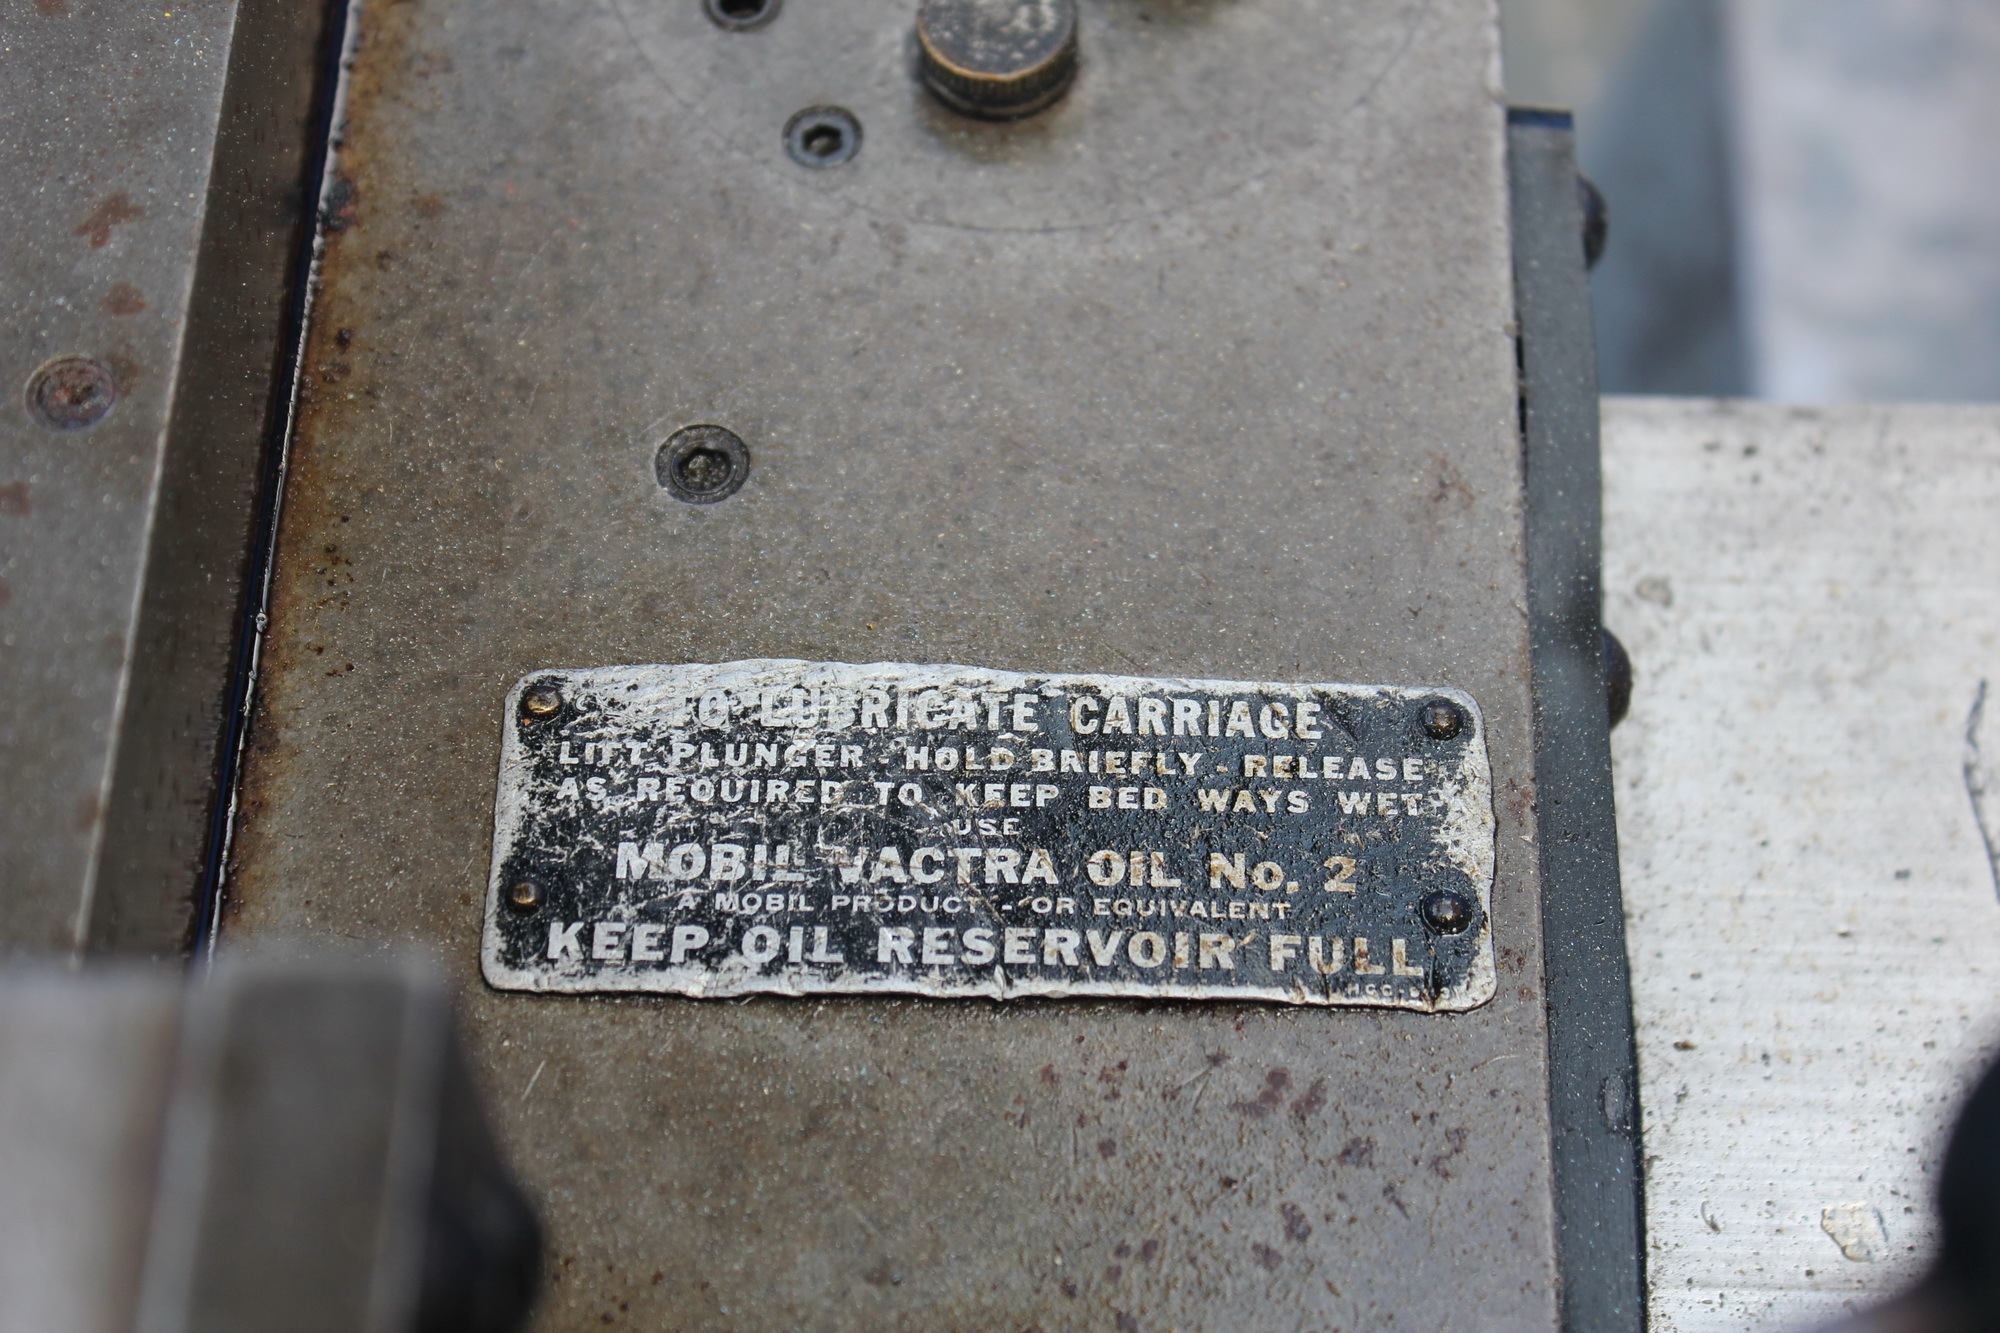 TO LUBRICATE CARRIAGE
LIFT PLUNGER - HOLD BRIEFLY - RELEASE
AS REQUIRED TO KEEP BED WAYS WET
USE
MOBIL VACTRA OIL No. 2
A MOBIL PRODUCT - OR EQUIVALENT
KEEP OIL RESERVOIR FULL